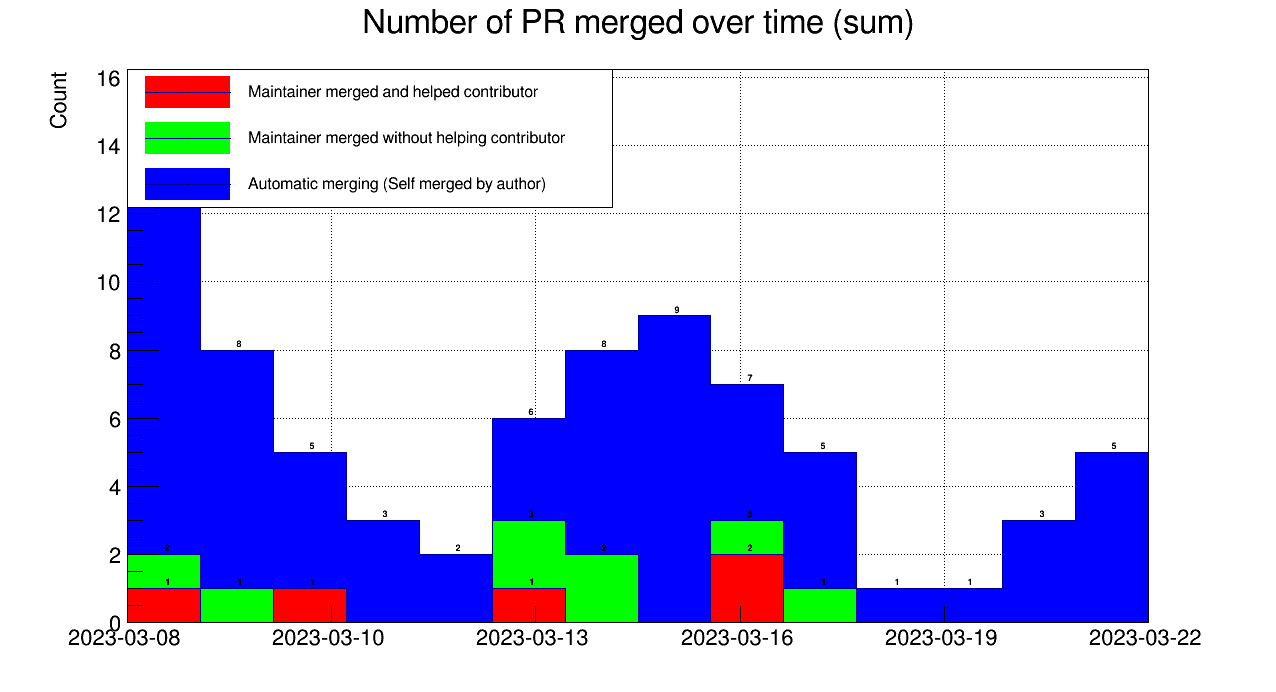 Number of PR merged over time (sum)
Count
16
14
12
10
8
6
4
2
0
Maintainer merged and helped contributor
Maintainer merged without helping contributor
Automatic merging (Self merged by author)
9
8 8
7
6
5 5 5
3 3 3 3
2 2 2 2
1 1 1 1 1 1 1
2023-03-08 2023-03-10 2023-03-13 2023-03-16 2023-03-19 2023-03-22